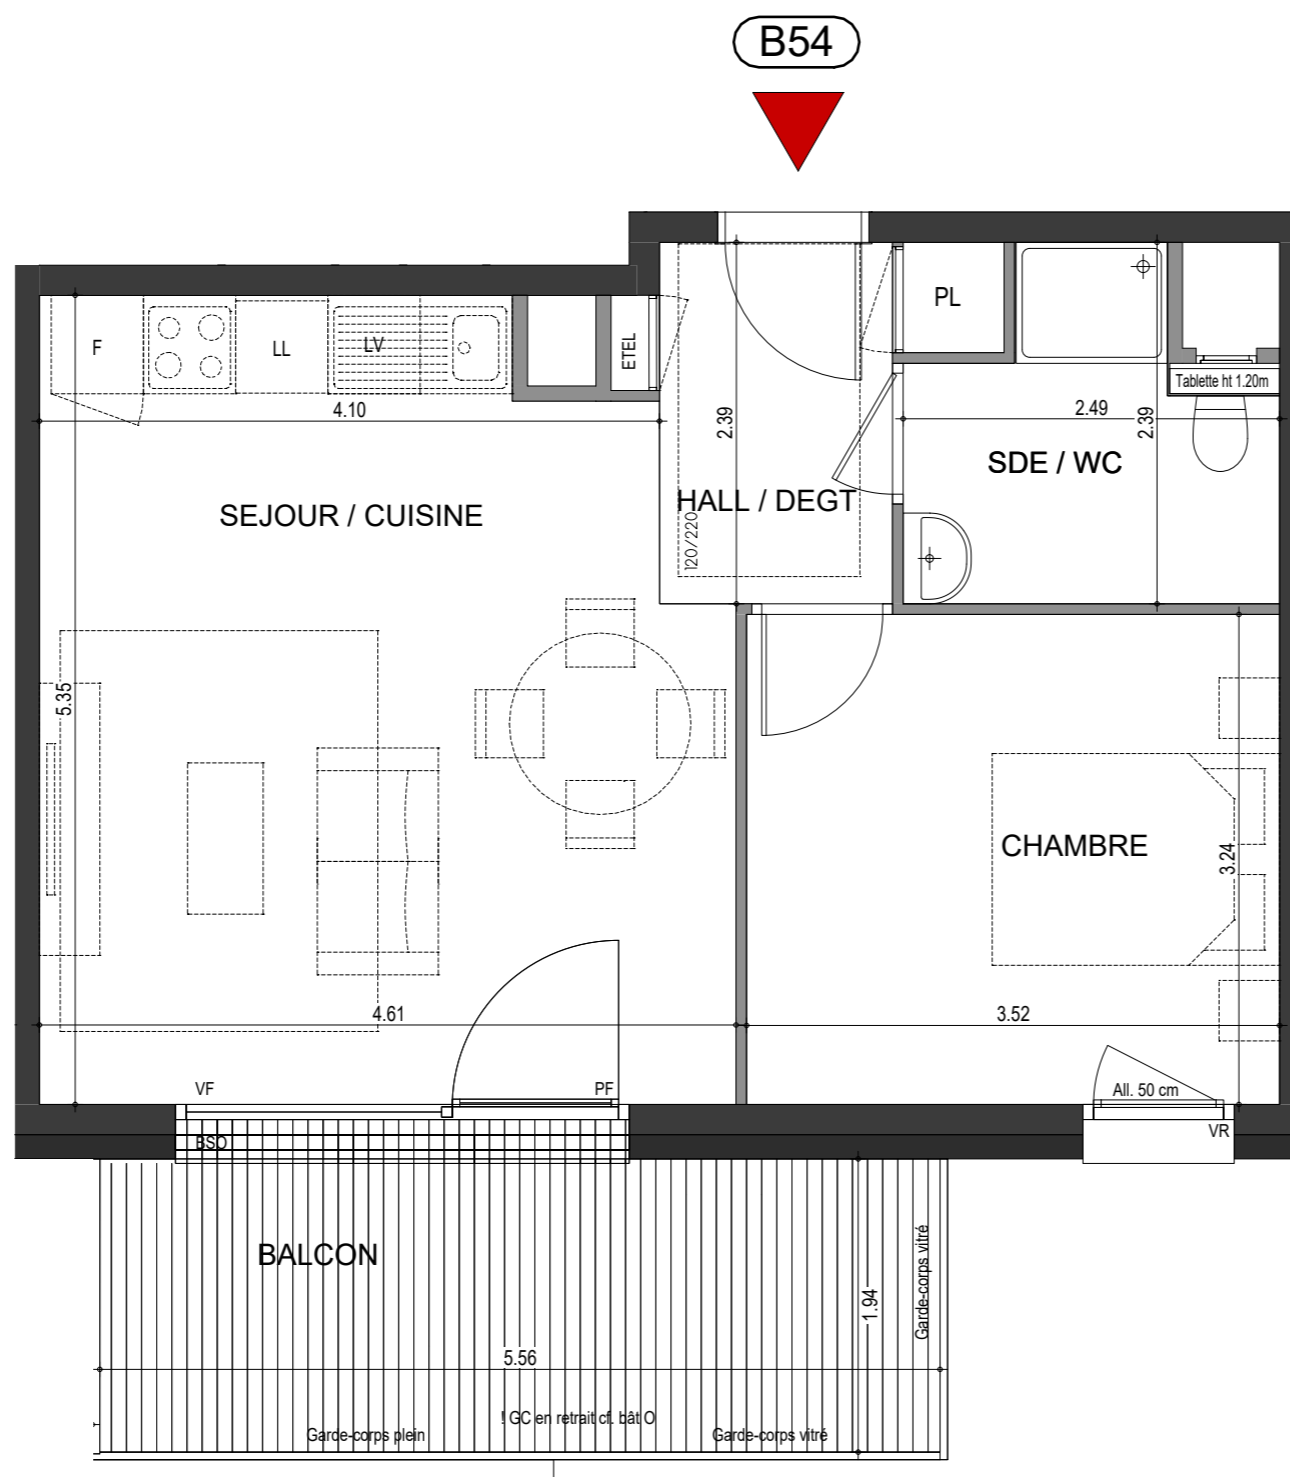 B54
PL
F
LL
LV
ETEL
Tablette ht 1.20m
4.10
2.39
2.49
2.39
SDE / WC
SEJOUR / CUISINE
HALL / DEGT
120/220
5.35
CHAMBRE
3.24
4.61
3.52
VF
PF
All. 50 cm
BSO
VR
BALCON
Garde-corps vitré
1.94
5.56
! GC en retrait cf. bât O
Garde-corps plein
Garde-corps vitré